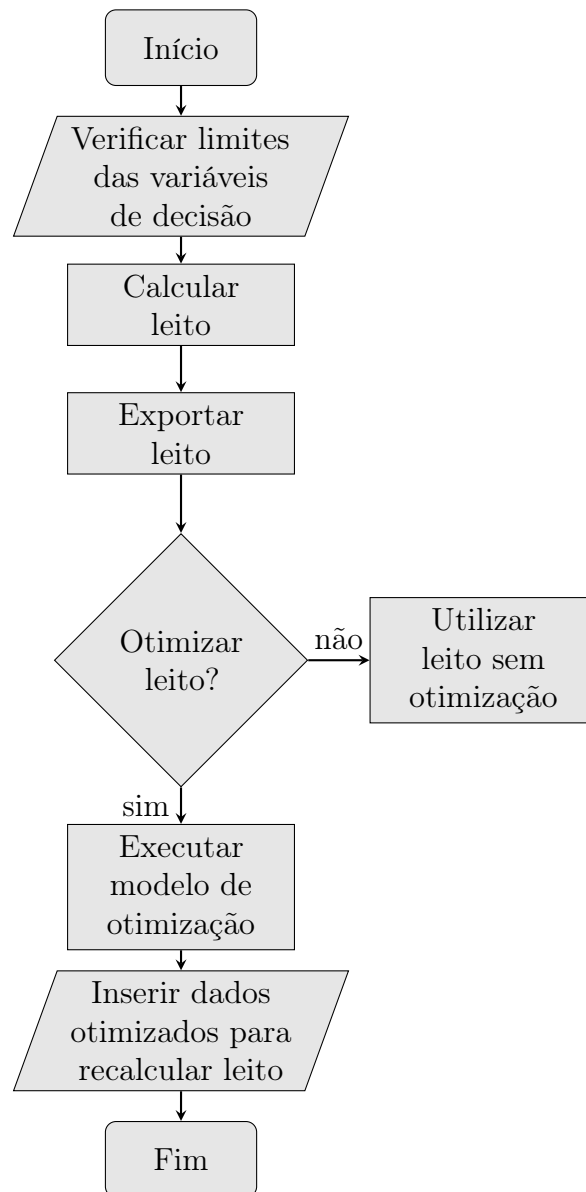 Início
Verificar limites
das variáveis
de decisão
Calcular
leito
Exportar
leito
Otimizar
leito?
não
Utilizar
leito sem
otimização
sim
Executar
modelo de
otimização
Inserir dados
otimizados para
recalcular leito
Fim